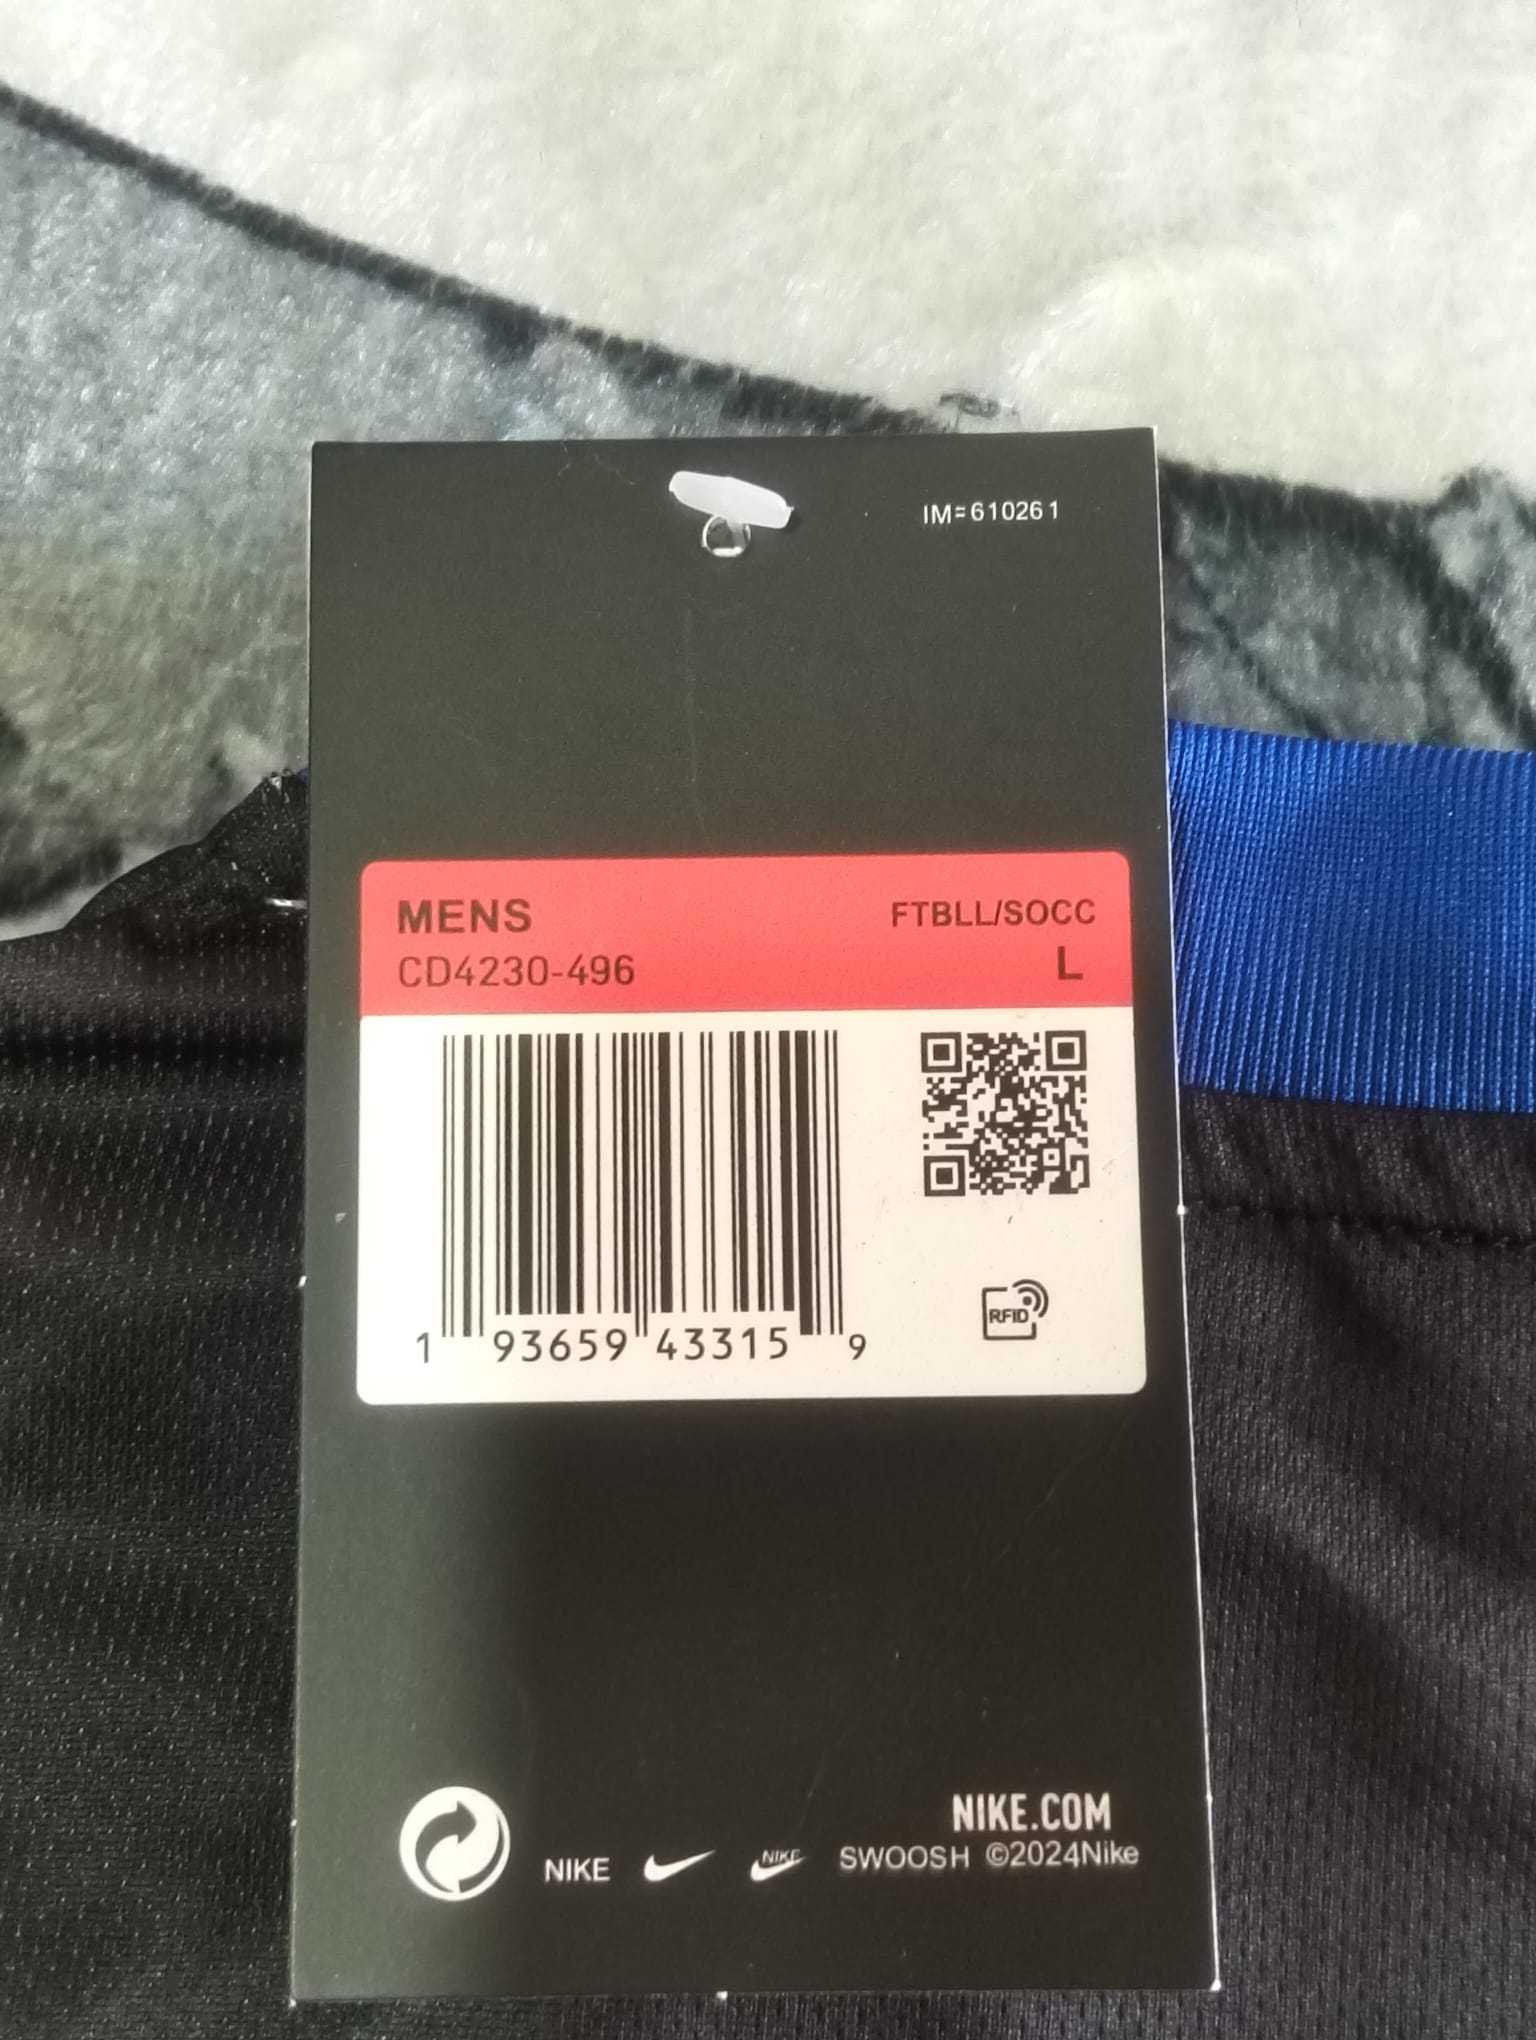 IM=610261
MENS FTBLL/SOCC
CD4230-496 L
1 93659 43315 9
RFID
NIKE.COM
NIKE NIKE SWOOSH ©2024Nike